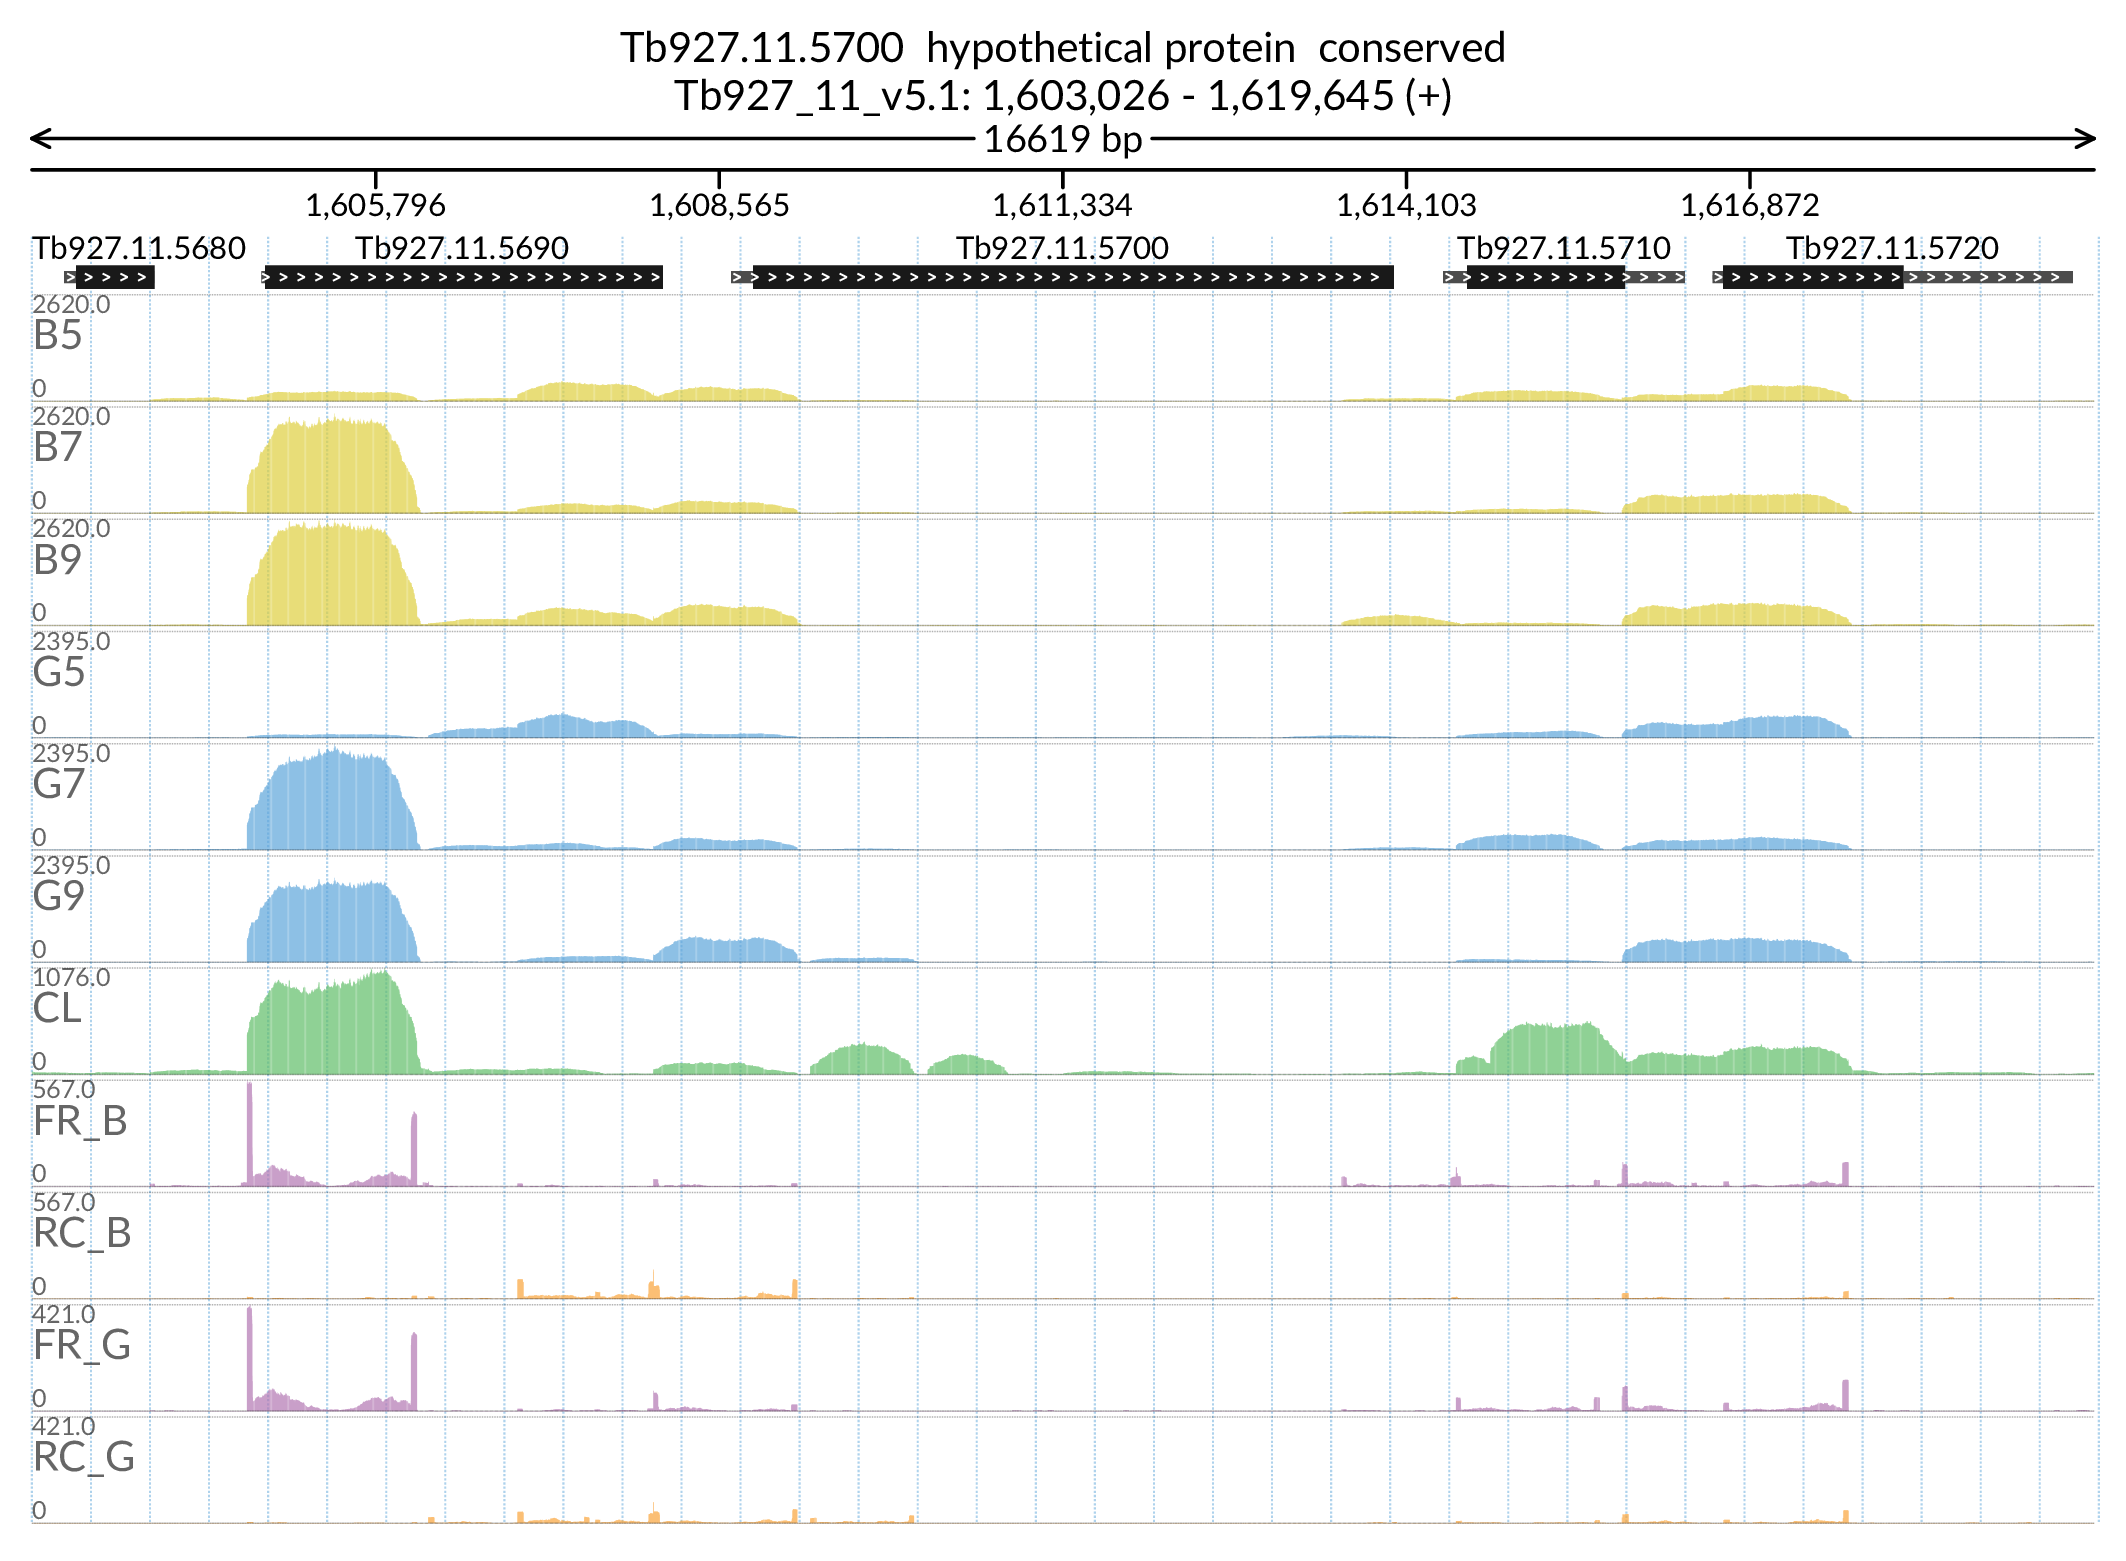 Tb927.11.5700 hypothetical protein conserved
Tb927_11_v5.1: 1,603,026 - 1,619,645 (+)
16619 bp
1,605,796 1,608,565 1,611,334 1,614,103 1,616,872
Tb927.11.5680 Tb927.11.5690 Tb927.11.5700 Tb927.11.5710 Tb927.11.5720
2620.0
B5
0
2620.0
B7
0
2620.0
B9
0
2395.0
G5
0
2395.0
G7
0
2395.0
G9
0
1076.0
CL
0
567.0
FR_B
0
567.0
RC_B
0
421.0
FR_G
0
421.0
RC_G
0